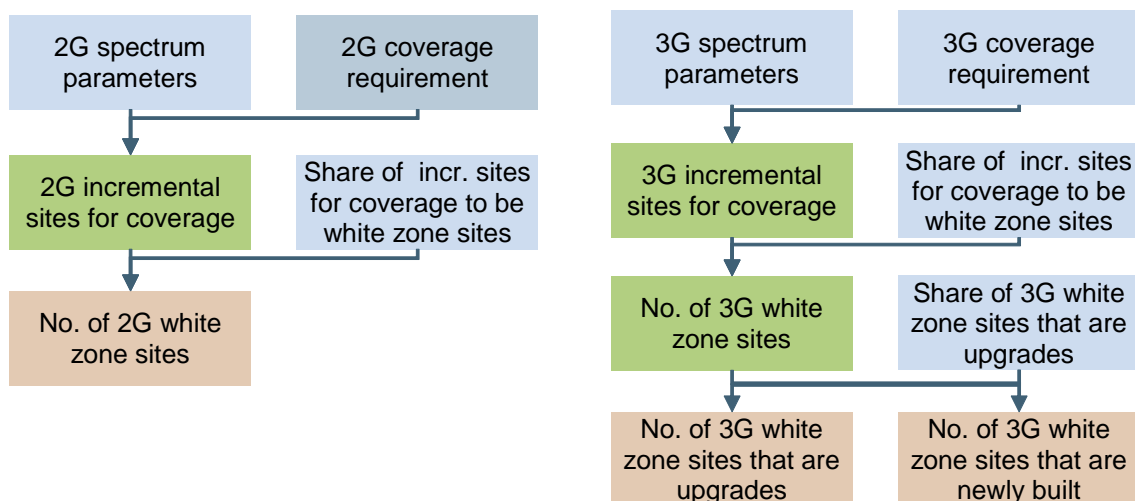 2G spectrum
parameters
2G coverage
requirement
2G incremental
sites for coverage
Share of incr. sites
for coverage to be
white zone sites
No. of 2G white
zone sites
3G spectrum
parameters
3G coverage
requirement
3G incremental
sites for coverage
Share of incr. sites
for coverage to be
white zone sites
No. of 3G white
zone sites
Share of 3G white
zone sites that are
upgrades
No. of 3G white
zone sites that are
upgrades
No. of 3G white
zone sites that are
newly built